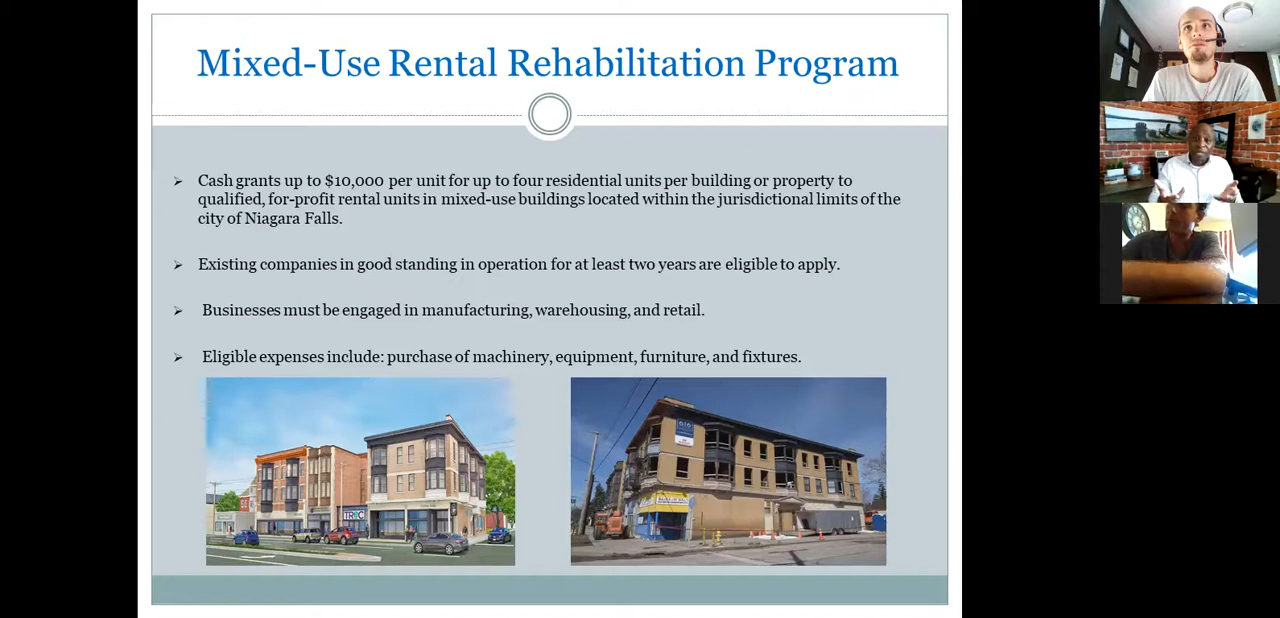 Mixed-Use Rental Rehabilitation Program
Cash grants up to $10,000 per unit for up to four residential units per building or property to
qualified, for-profit rental units in mixed-use buildings located within the jurisdictional limits of the
city of Niagara Falls.
Existing companies in good standing in operation for at least two years are eligible to apply.
Businesses must be engaged in manufacturing, warehousing, and retail.
Eligible expenses include: purchase of machinery, equipment, furniture, and fixtures.